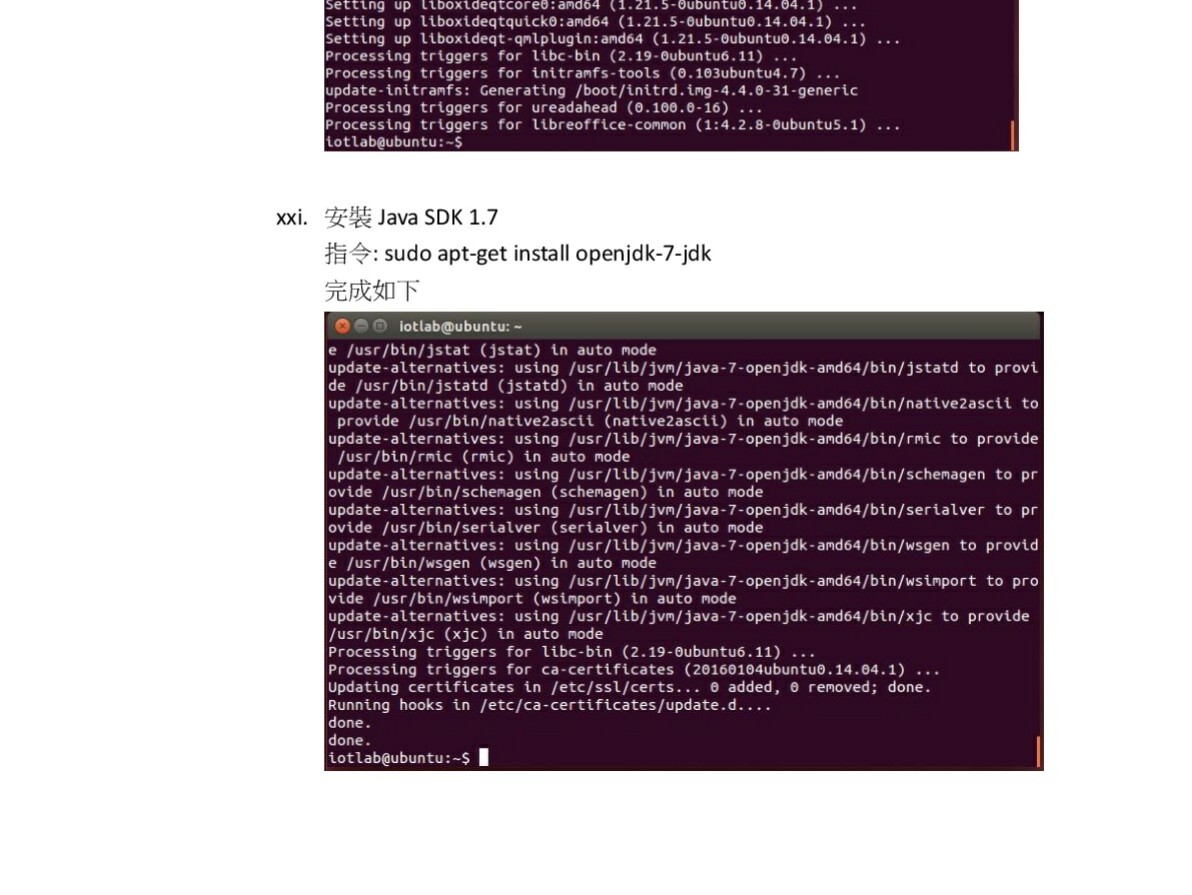 Setting up liboxideqtcore0:amd64 (1.21.5-0ubuntu0.14.04.1) ...
Setting up liboxideqtquick0:amd64 (1.21.5-0ubuntu0.14.04.1) ...
Setting up liboxideqt-qmlplugin:amd64 (1.21.5-0ubuntu0.14.04.1) ...
Processing triggers for libc-bin (2.19-0ubuntu6.11) ...
Processing triggers for initramfs-tools (0.103ubuntu4.7) ...
update-initramfs: Generating /boot/initrd.img-4.4.0-31-generic
Processing triggers for ureadahead (0.100.0-16) ...
Processing triggers for libreoffice-common (1:4.2.8-0ubuntu5.1) ...
iotlab@ubuntu:~$
xxi. 安裝 Java SDK 1.7
指令: sudo apt-get install openjdk-7-jdk
完成如下
iotlab@ubuntu: ~
e /usr/bin/jstat (jstat) in auto mode
update-alternatives: using /usr/lib/jvm/java-7-openjdk-amd64/bin/jstatd to provi
de /usr/bin/jstatd (jstatd) in auto mode
update-alternatives: using /usr/lib/jvm/java-7-openjdk-amd64/bin/native2ascii to
 provide /usr/bin/native2ascii (native2ascii) in auto mode
update-alternatives: using /usr/lib/jvm/java-7-openjdk-amd64/bin/rmic to provide
 /usr/bin/rmic (rmic) in auto mode
update-alternatives: using /usr/lib/jvm/java-7-openjdk-amd64/bin/schemagen to pr
ovide /usr/bin/schemagen (schemagen) in auto mode
update-alternatives: using /usr/lib/jvm/java-7-openjdk-amd64/bin/serialver to pr
ovide /usr/bin/serialver (serialver) in auto mode
update-alternatives: using /usr/lib/jvm/java-7-openjdk-amd64/bin/wsgen to provid
e /usr/bin/wsgen (wsgen) in auto mode
update-alternatives: using /usr/lib/jvm/java-7-openjdk-amd64/bin/wsimport to pro
vide /usr/bin/wsimport (wsimport) in auto mode
update-alternatives: using /usr/lib/jvm/java-7-openjdk-amd64/bin/xjc to provide
/usr/bin/xjc (xjc) in auto mode
Processing triggers for libc-bin (2.19-0ubuntu6.11) ...
Processing triggers for ca-certificates (20160104ubuntu0.14.04.1) ...
Updating certificates in /etc/ssl/certs... 0 added, 0 removed; done.
Running hooks in /etc/ca-certificates/update.d....
done.
done.
iotlab@ubuntu:~$